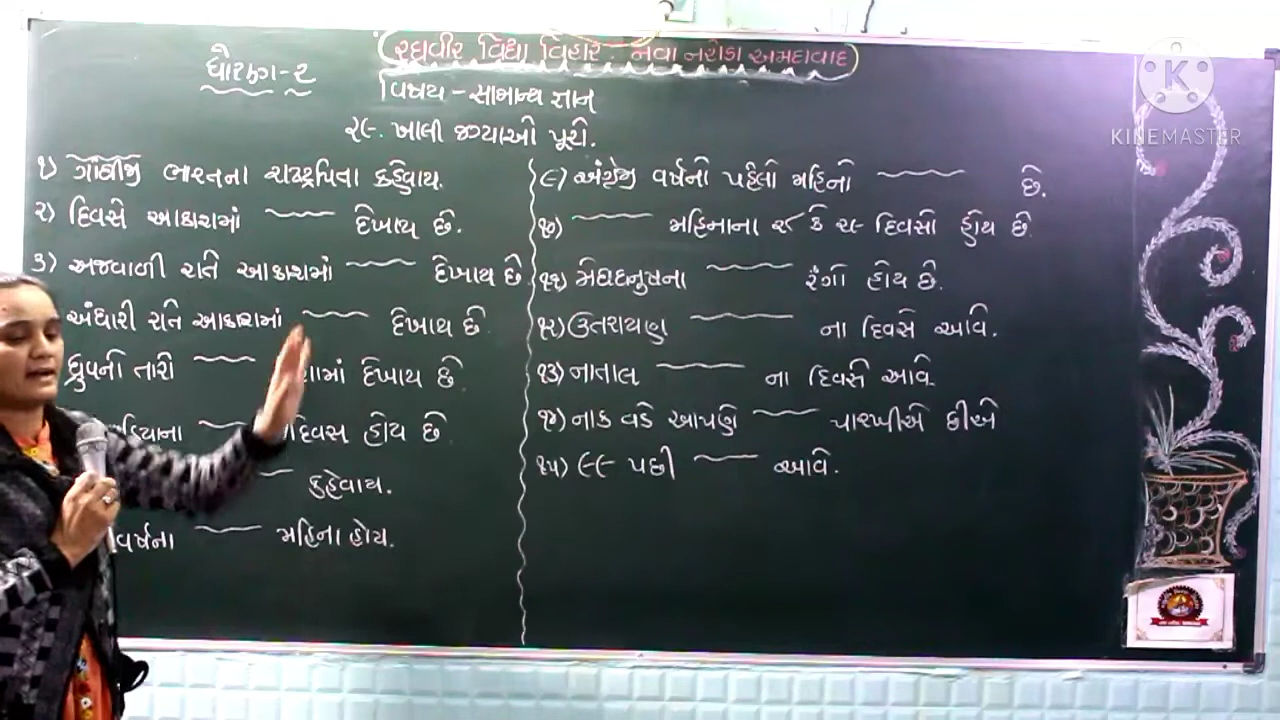 રઘુવીર વિદ્યા વિહાર. નવા નરોડા અમદાવાદ
ધોરણ-૨
વિષય - સામાન્ય જ્ઞાન
૨૯. ખાલી જગ્યાઓ પૂરો.
૧) ગાંધીજી ભારતના રાષ્ટ્રપિતા કહેવાય.
૨) દિવસે આકાશમાં દેખાય છે.
૩) અજવાળી રાતે આકાશમાં દેખાય છે.
અંધારી રાતે આકાશમાં દેખાય છે.
ધ્રુવનો તારો દેખાય છે.
દિવસ હોય છે.
કહેવાય.
વર્ષના મહિના હોય.
૯) અંગ્રેજી વર્ષનો પહેલો મહિનો છે.
૧૦) મહિનાના ૨૮ કે ૨૯ દિવસો હોય છે.
૧૧) મેઘધનુષના રંગો હોય છે.
૧૨) ઉતરાયણ ના દિવસે આવે.
૧૩) નાતાલ ના દિવસે આવે.
૧૪) નાક વડે આપણે પારખીએ છીએ
૧૫) ૯૯ પછી આવે.
KINEMASTER